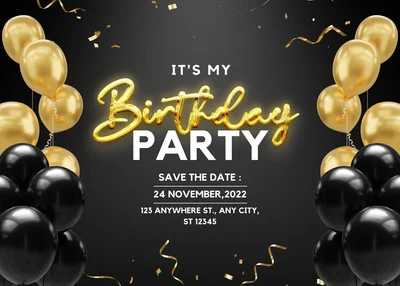 IT'S MY
Birthday
PARTY
SAVE THE DATE :
24 NOVEMBER,2022
123 ANYWHERE ST., ANY CITY,
ST 12345